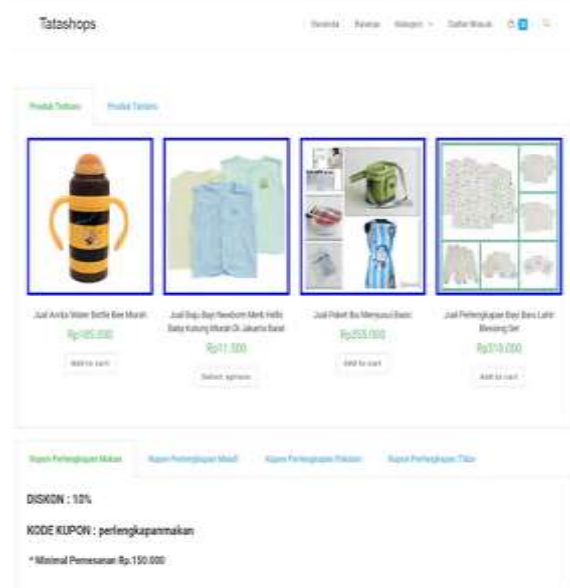 Tatashops
Beranda Belanja Kategori Daftar Masuk
Produk Terbaru Produk Terlaris
Jual Botle Bee Murah
Jual Baju Bayi Newborn Merk Hello
Baby Kutung Murah Di Jakarta Barat
Jual Paket Ibu Menyusui Basic
Jual Perlengkapan Bayi Baru Lahir
Blessing Set
Rp185.000
Rp11.500
Rp255.000
Rp318.000
Add to cart
Select options
Add to cart
Add to cart
Kupon Perlengkapan Makan Kupon Perlengkapan Mandi Kupon Perlengkapan Pakaian Kupon Perlengkapan Tidur
DISKON : 10%
KODE KUPON : perlengkapanmakan
* Minimal Pemesanan Rp.150.000